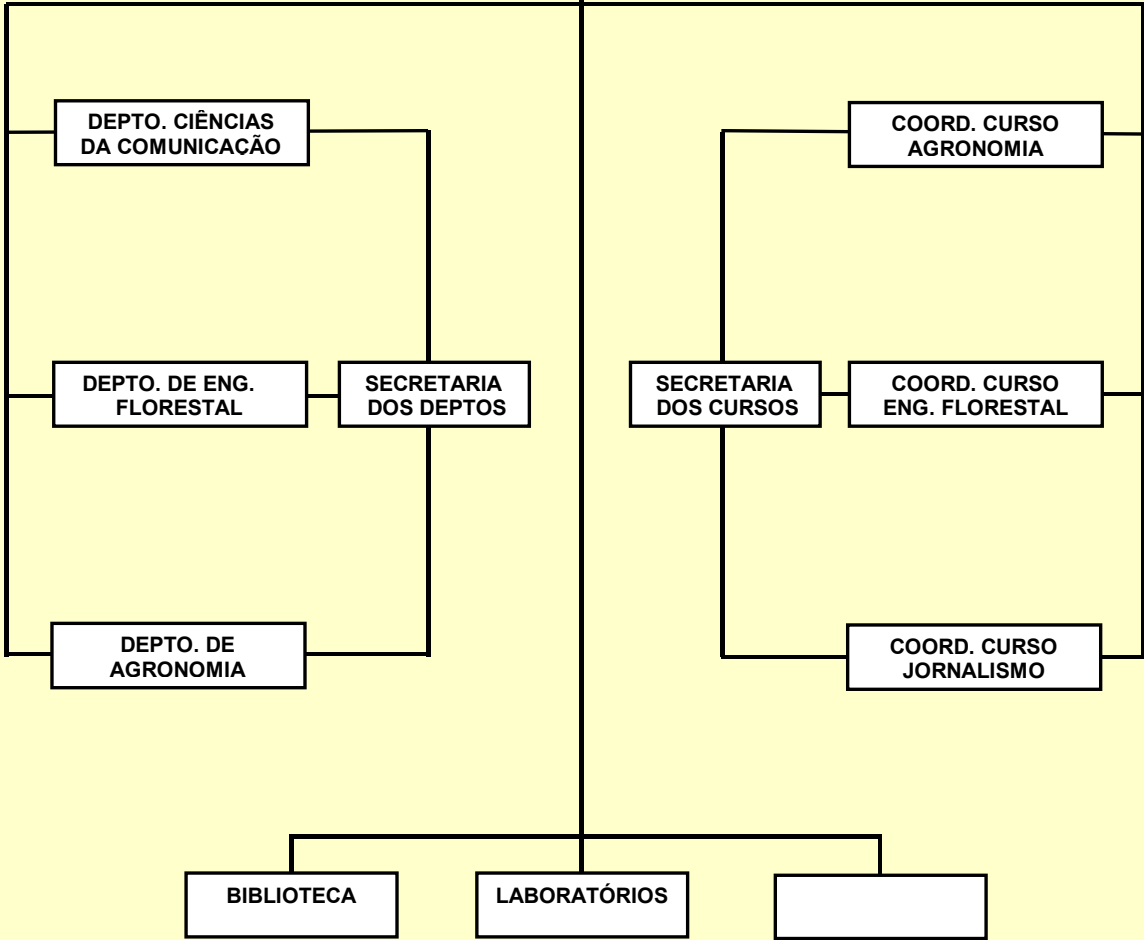 DEPTO. CIÊNCIAS
DA COMUNICAÇÃO
COORD. CURSO
AGRONOMIA
DEPTO. DE ENG.
FLORESTAL
SECRETARIA
DOS DEPTOS
SECRETARIA
DOS CURSOS
COORD. CURSO
ENG. FLORESTAL
DEPTO. DE
AGRONOMIA
COORD. CURSO
JORNALISMO
BIBLIOTECA
LABORATÓRIOS